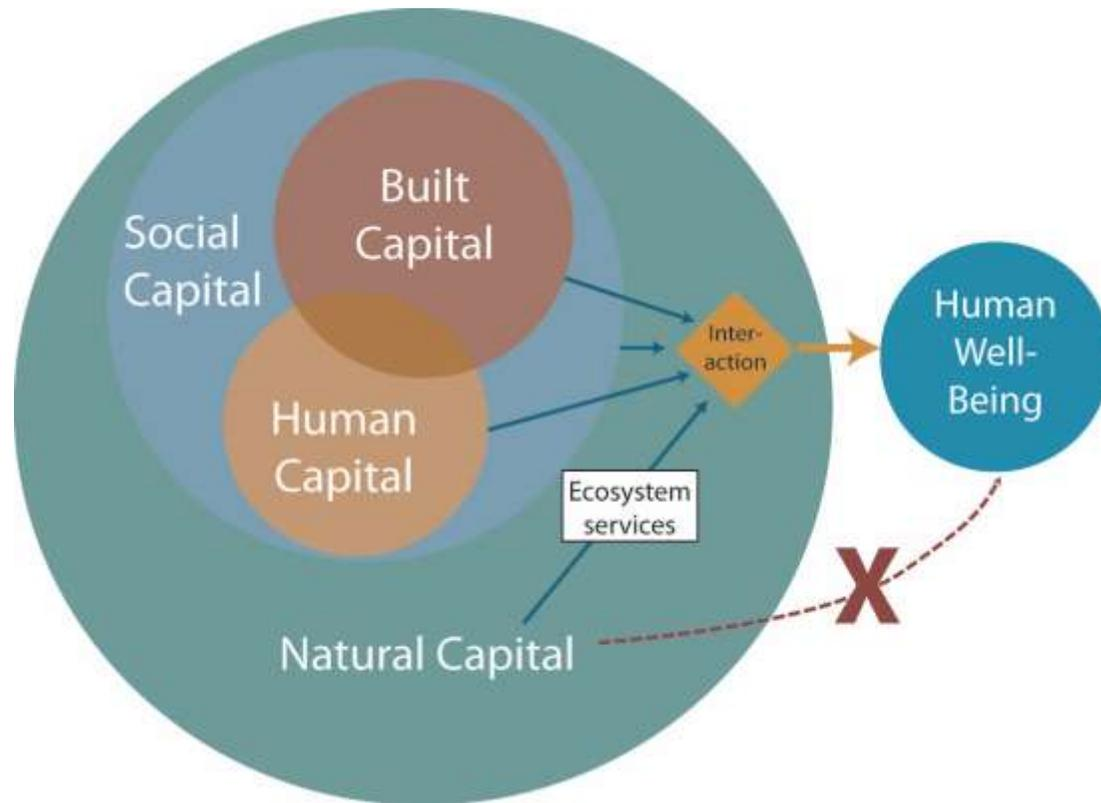 Built
Capital
Social
Capital
Human
Capital
Inter-
action
Human
Well-
Being
Ecosystem
services
Natural Capital
X